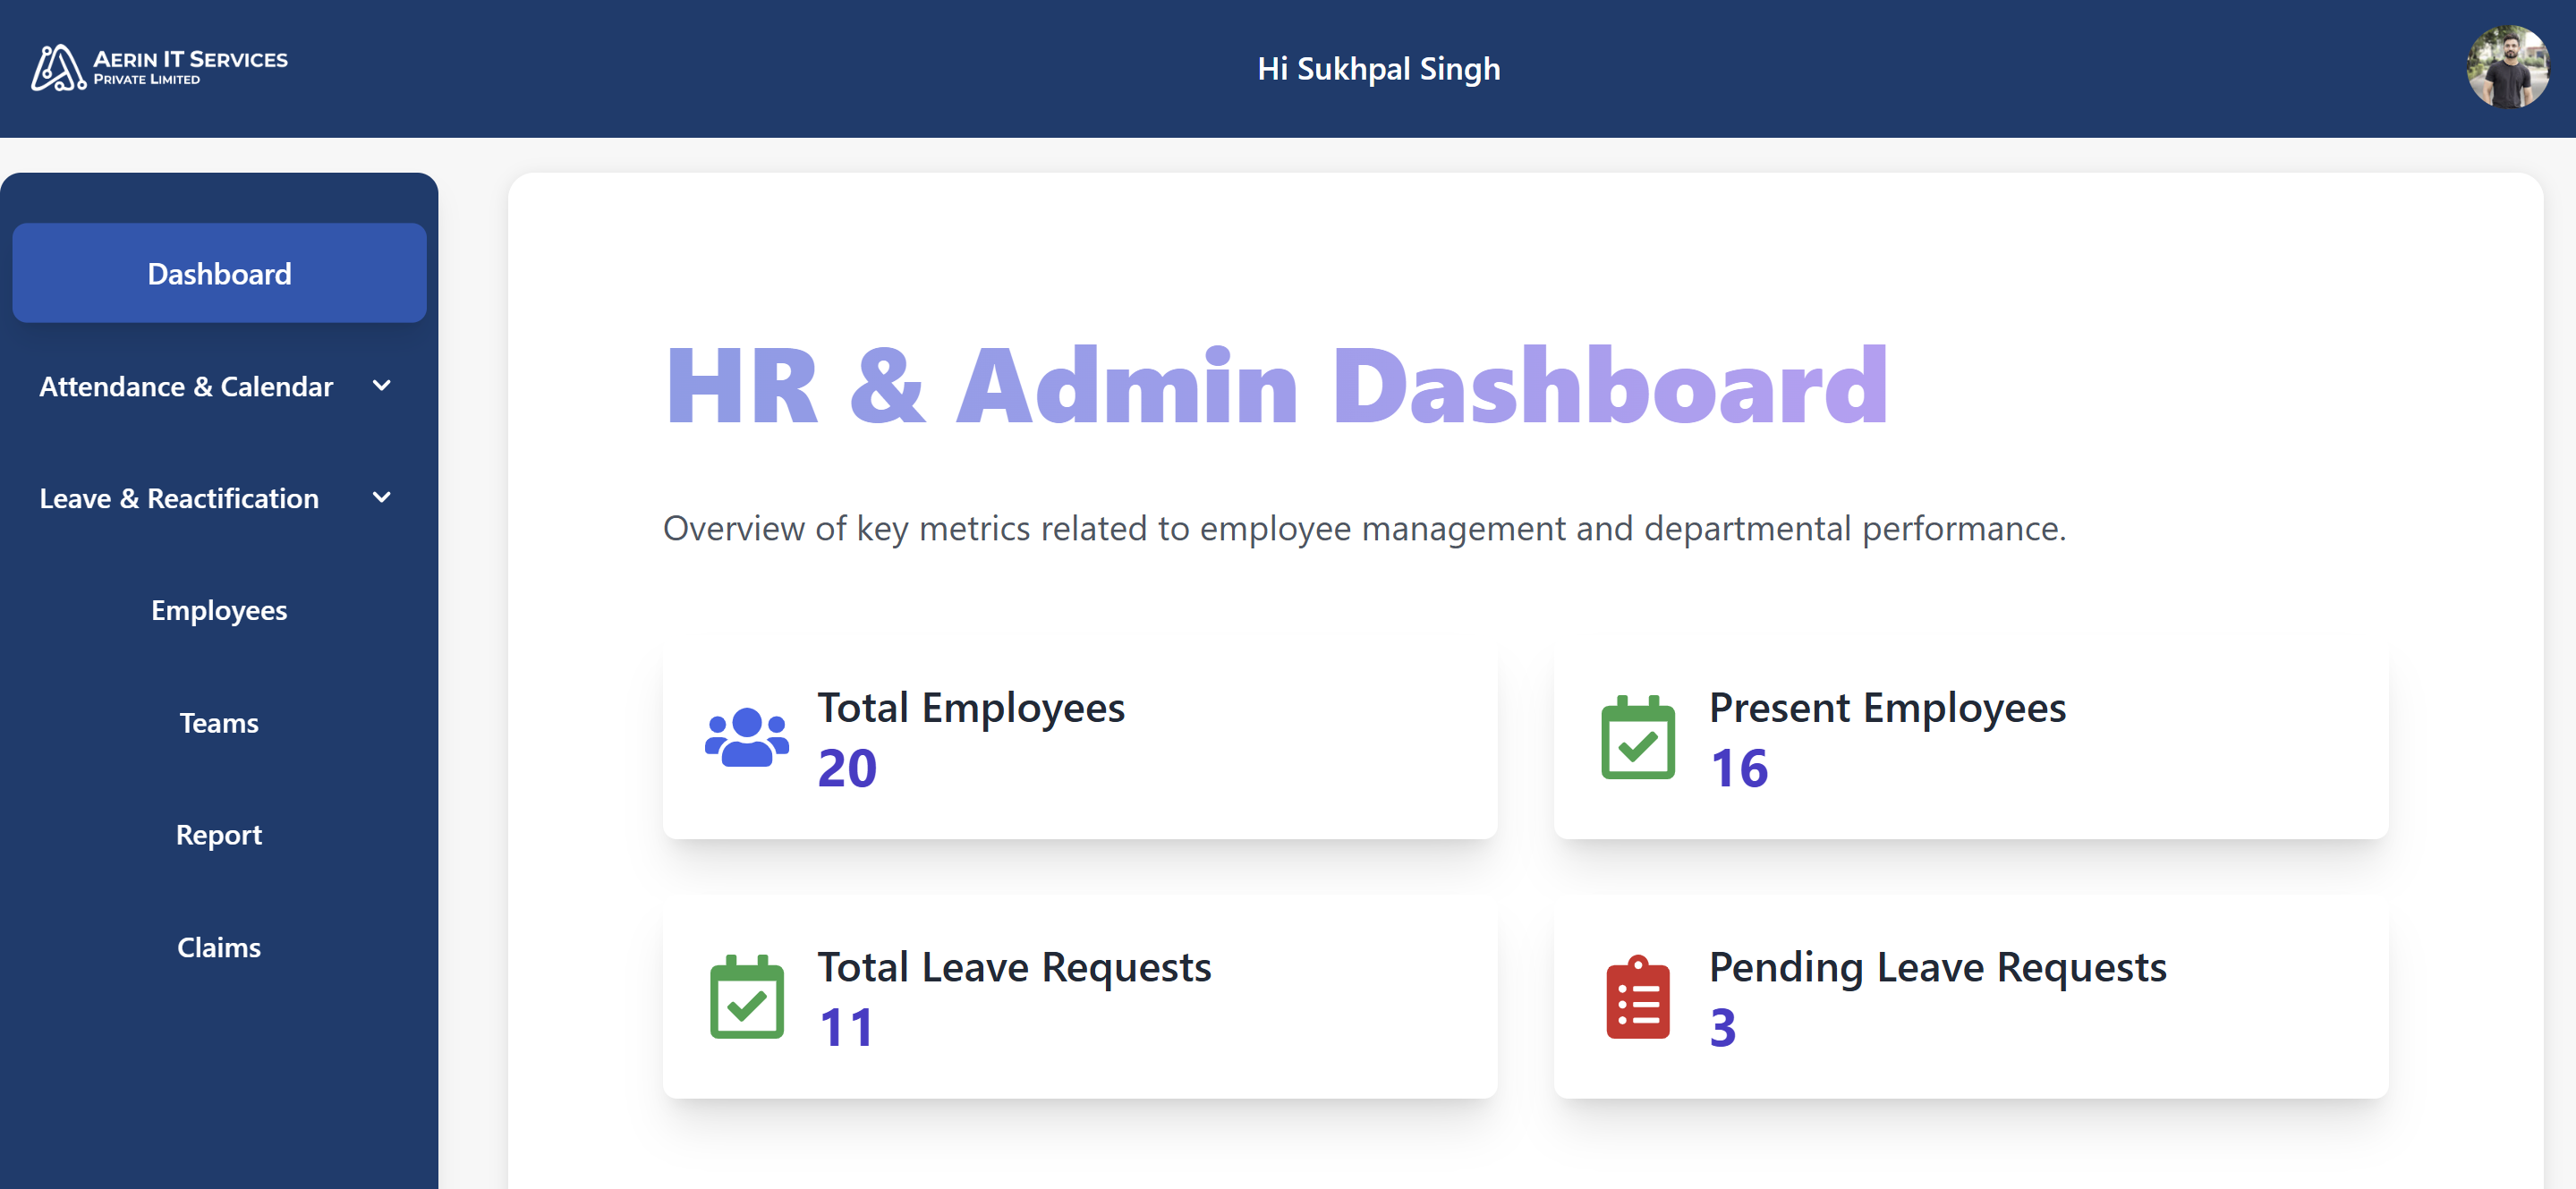 AERIN IT SERVICES
PRIVATE LIMITED
Hi Sukhpal Singh
Dashboard
Attendance & Calendar
Leave & Reactification
Employees
Teams
Report
Claims
HR & Admin Dashboard
Overview of key metrics related to employee management and departmental performance.
Total Employees
20
Present Employees
16
Total Leave Requests
11
Pending Leave Requests
3